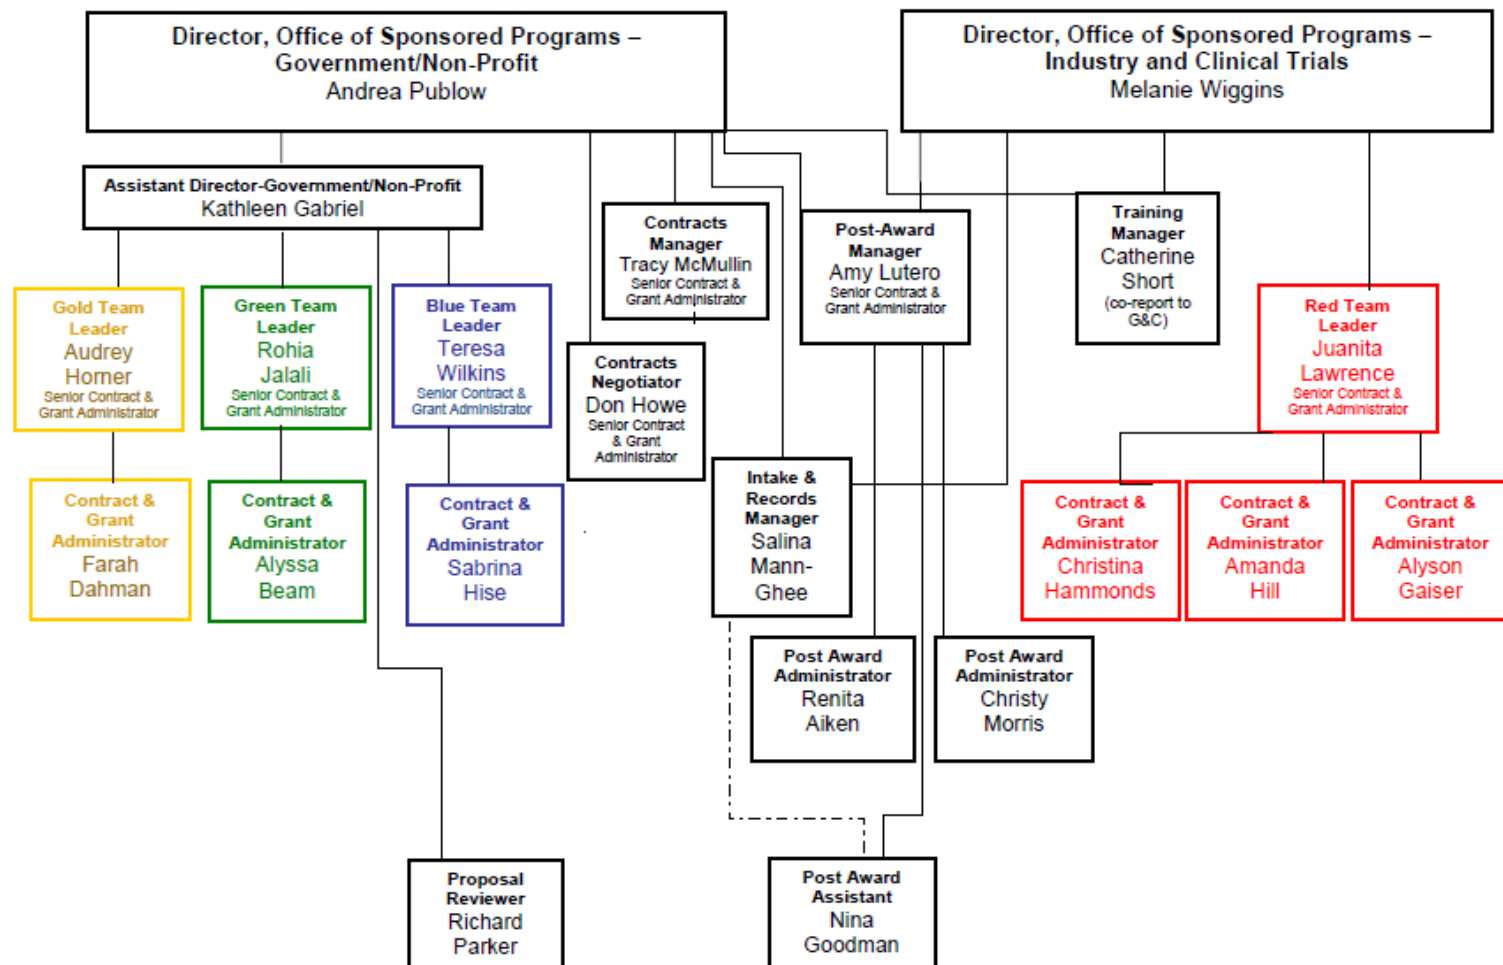 Director, Office of Sponsored Programs –
Government/Non-Profit
Andrea Publow
Director, Office of Sponsored Programs –
Industry and Clinical Trials
Melanie Wiggins
Assistant Director-Government/Non-Profit
Kathleen Gabriel
Contracts
Manager
Tracy McMullin
Senior Contract &
Grant Administrator
Post-Award
Manager
Amy Lutero
Senior Contract &
Grant Administrator
Training
Manager
Catherine
Short
(co-report to
G&C)
Gold Team
Leader
Audrey
Horner
Senior Contract &
Grant Administrator
Green Team
Leader
Rohia
Jalali
Senior Contract &
Grant Administrator
Blue Team
Leader
Teresa
Wilkins
Senior Contract &
Grant Administrator
Contracts
Negotiator
Don Howe
Senior Contract
& Grant
Administrator
Red Team
Leader
Juanita
Lawrence
Senior Contract &
Grant Administrator
Contract &
Grant
Administrator
Farah
Dahman
Contract &
Grant
Administrator
Alyssa
Beam
Contract &
Grant
Administrator
Sabrina
Hise
Intake &
Records
Manager
Salina
Mann-
Ghee
Contract &
Grant
Administrator
Christina
Hammonds
Contract &
Grant
Administrator
Amanda
Hill
Contract &
Grant
Administrator
Alyson
Gaiser
Post Award
Administrator
Renita
Aiken
Post Award
Administrator
Christy
Morris
Proposal
Reviewer
Richard
Parker
Post Award
Assistant
Nina
Goodman